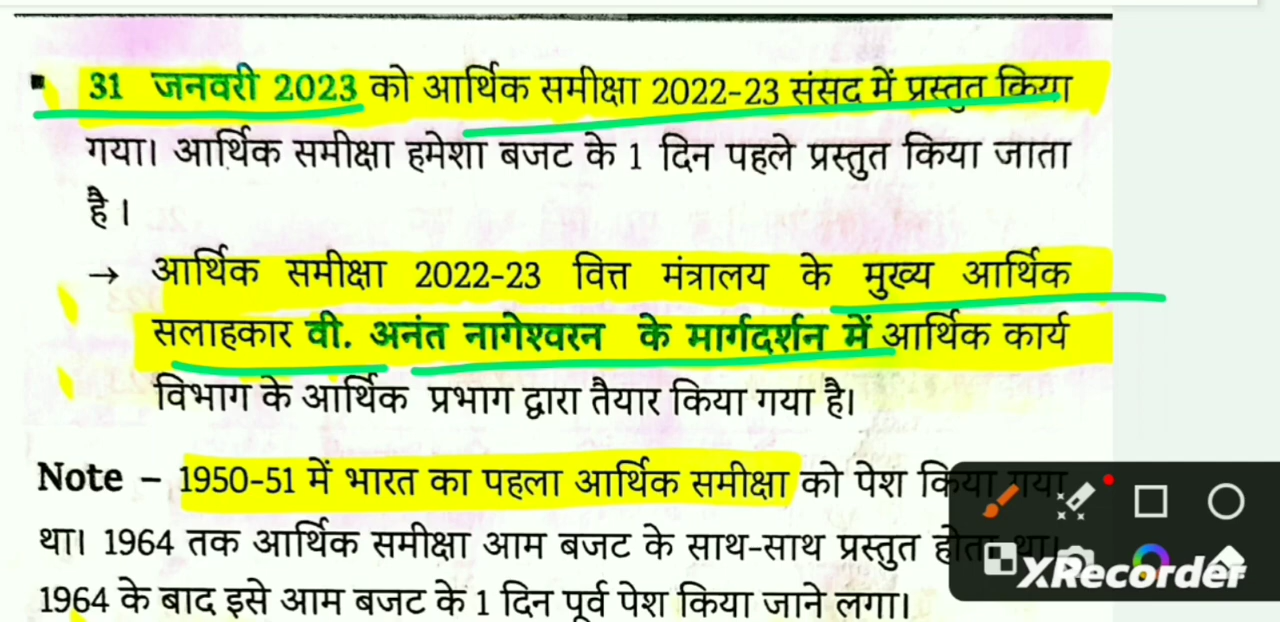 ▪ 31 जनवरी 2023 को आर्थिक समीक्षा 2022-23 संसद में प्रस्तुत किया
गया। आर्थिक समीक्षा हमेशा बजट के 1 दिन पहले प्रस्तुत किया जाता
है।
→ आर्थिक समीक्षा 2022-23 वित्त मंत्रालय के मुख्य आर्थिक
सलाहकार वी. अनंत नागेश्वरन के मार्गदर्शन में आर्थिक कार्य
विभाग के आर्थिक प्रभाग द्वारा तैयार किया गया है।
Note – 1950-51 में भारत का पहला आर्थिक समीक्षा को पेश किया गया
था। 1964 तक आर्थिक समीक्षा आम बजट के साथ-साथ प्रस्तुत होता था।
1964 के बाद इसे आम बजट के 1 दिन पूर्व पेश किया जाने लगा।
XRecorder